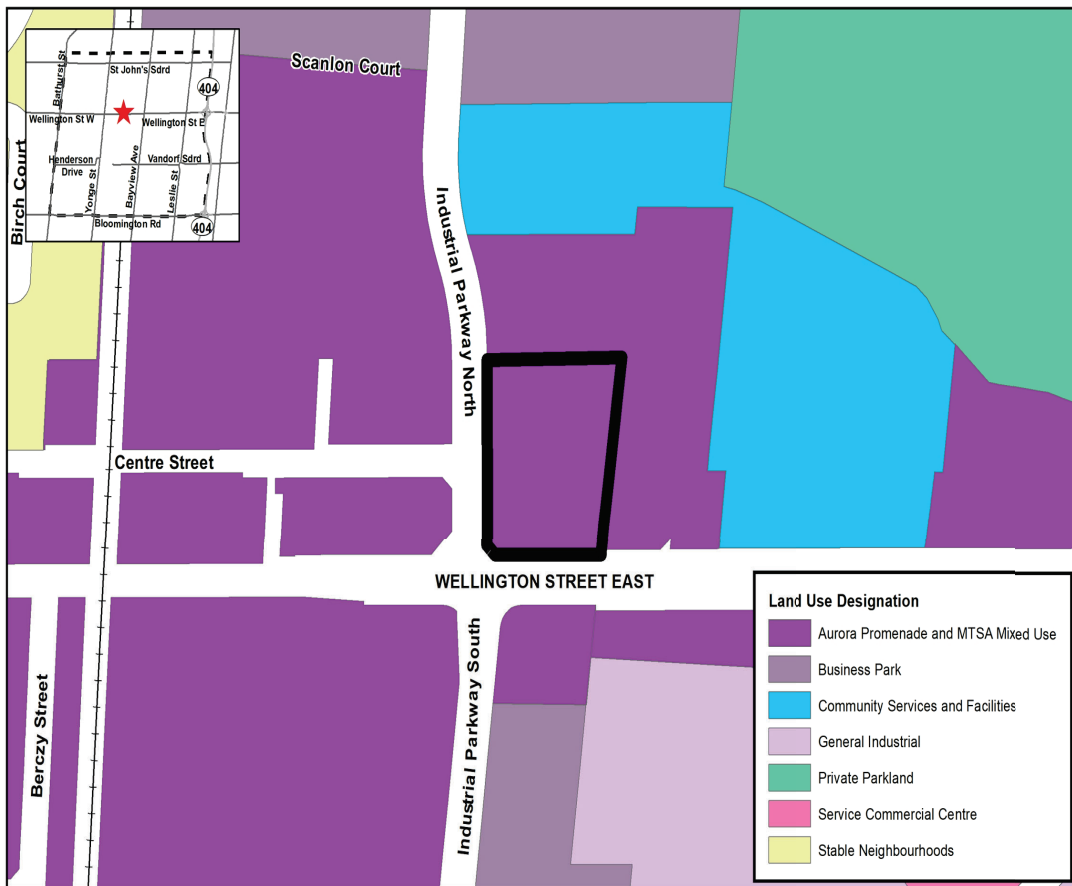 Scanlon Court
Bathurst St
St John's Sdrd
404
Wellington St W
Wellington St E
Henderson
Drive
Vandorf Sdrd
Yonge St
Bayview Ave
Leslie St
Bloomington Rd
404
Birch Court
Industrial Parkway North
Centre Street
WELLINGTON STREET EAST
Berczy Street
Industrial Parkway South
Land Use Designation
Aurora Promenade and MTSA Mixed Use
Business Park
Community Services and Facilities
General Industrial
Private Parkland
Service Commercial Centre
Stable Neighbourhoods